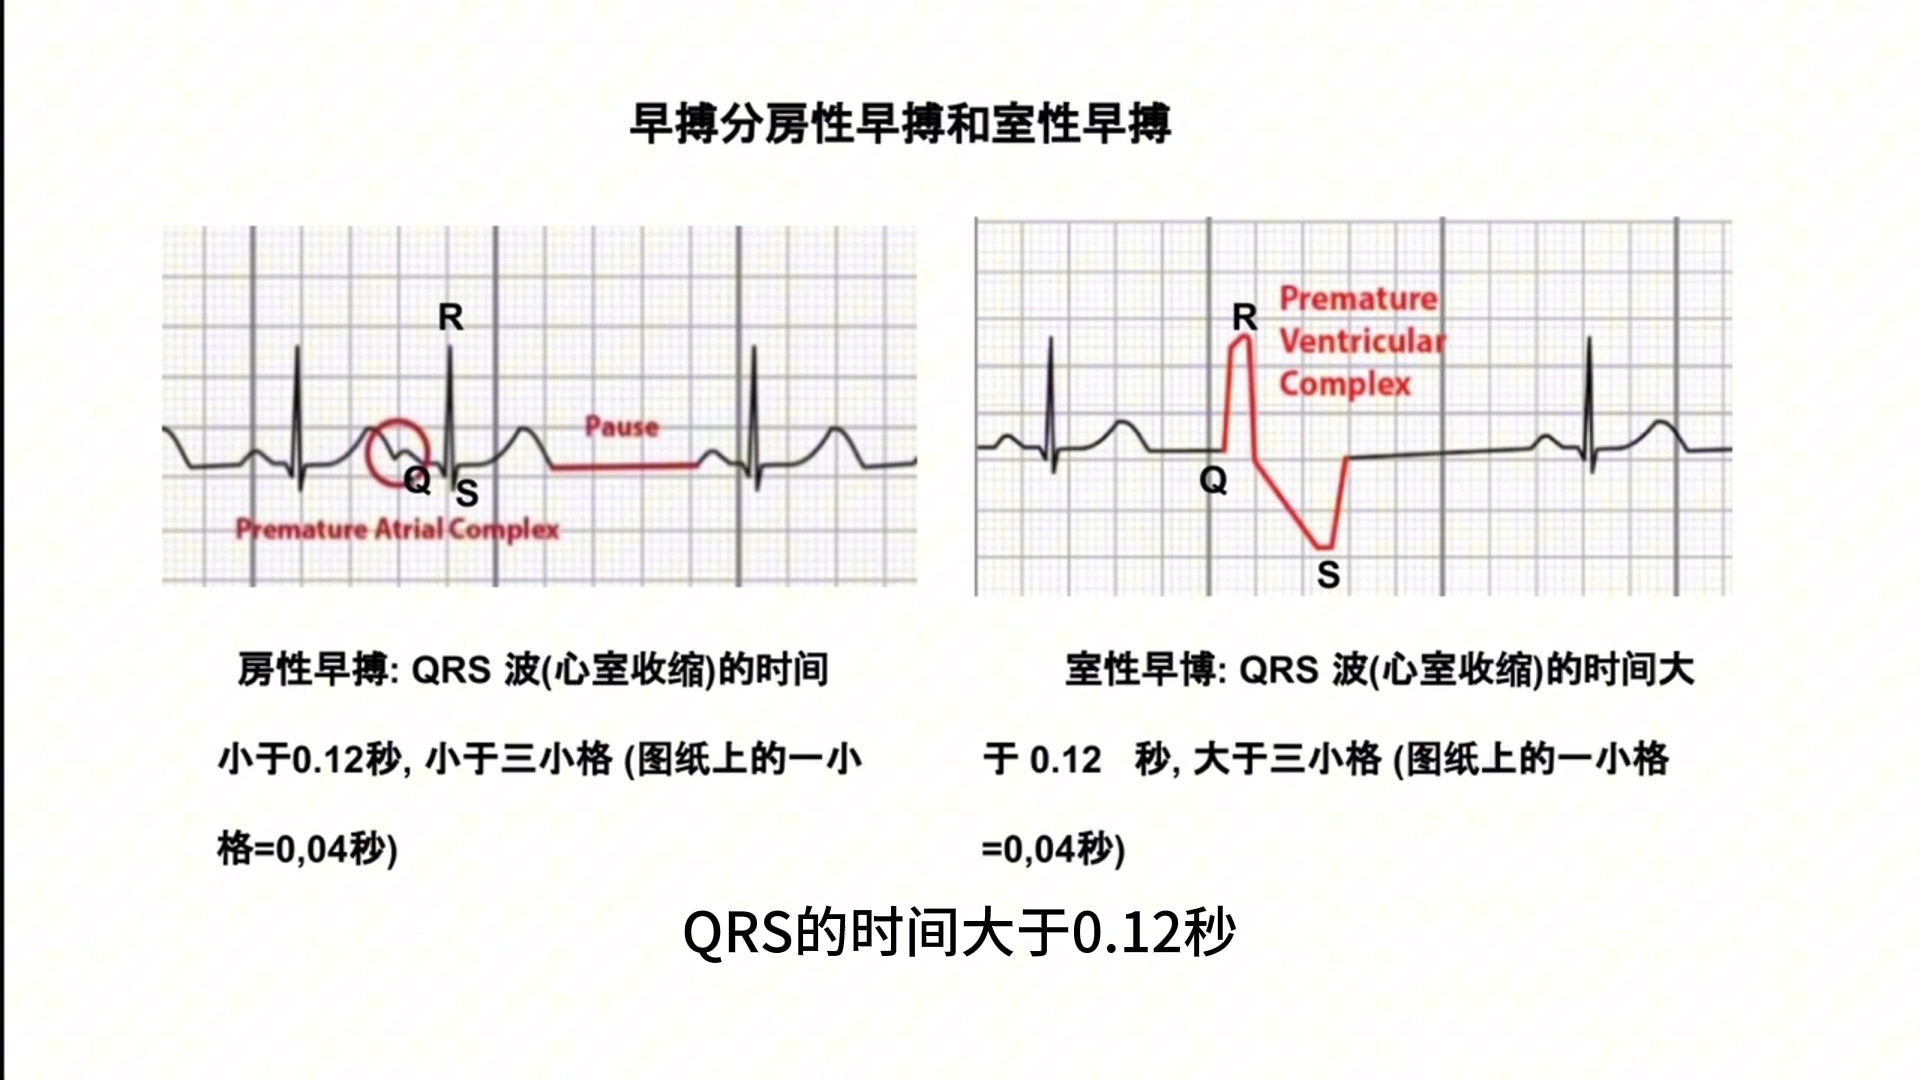 早搏分房性早搏和室性早搏
R
Pause
Q
S
Premature Atrial Complex
R
Premature
Ventricular
Complex
Q
S
房性早搏: QRS 波(心室收缩)的时间
小于0.12秒, 小于三小格 (图纸上的一小
格=0,04秒)
室性早博: QRS 波(心室收缩)的时间大
于 0.12 秒, 大于三小格 (图纸上的一小格
=0,04秒)
QRS的时间大于0.12秒